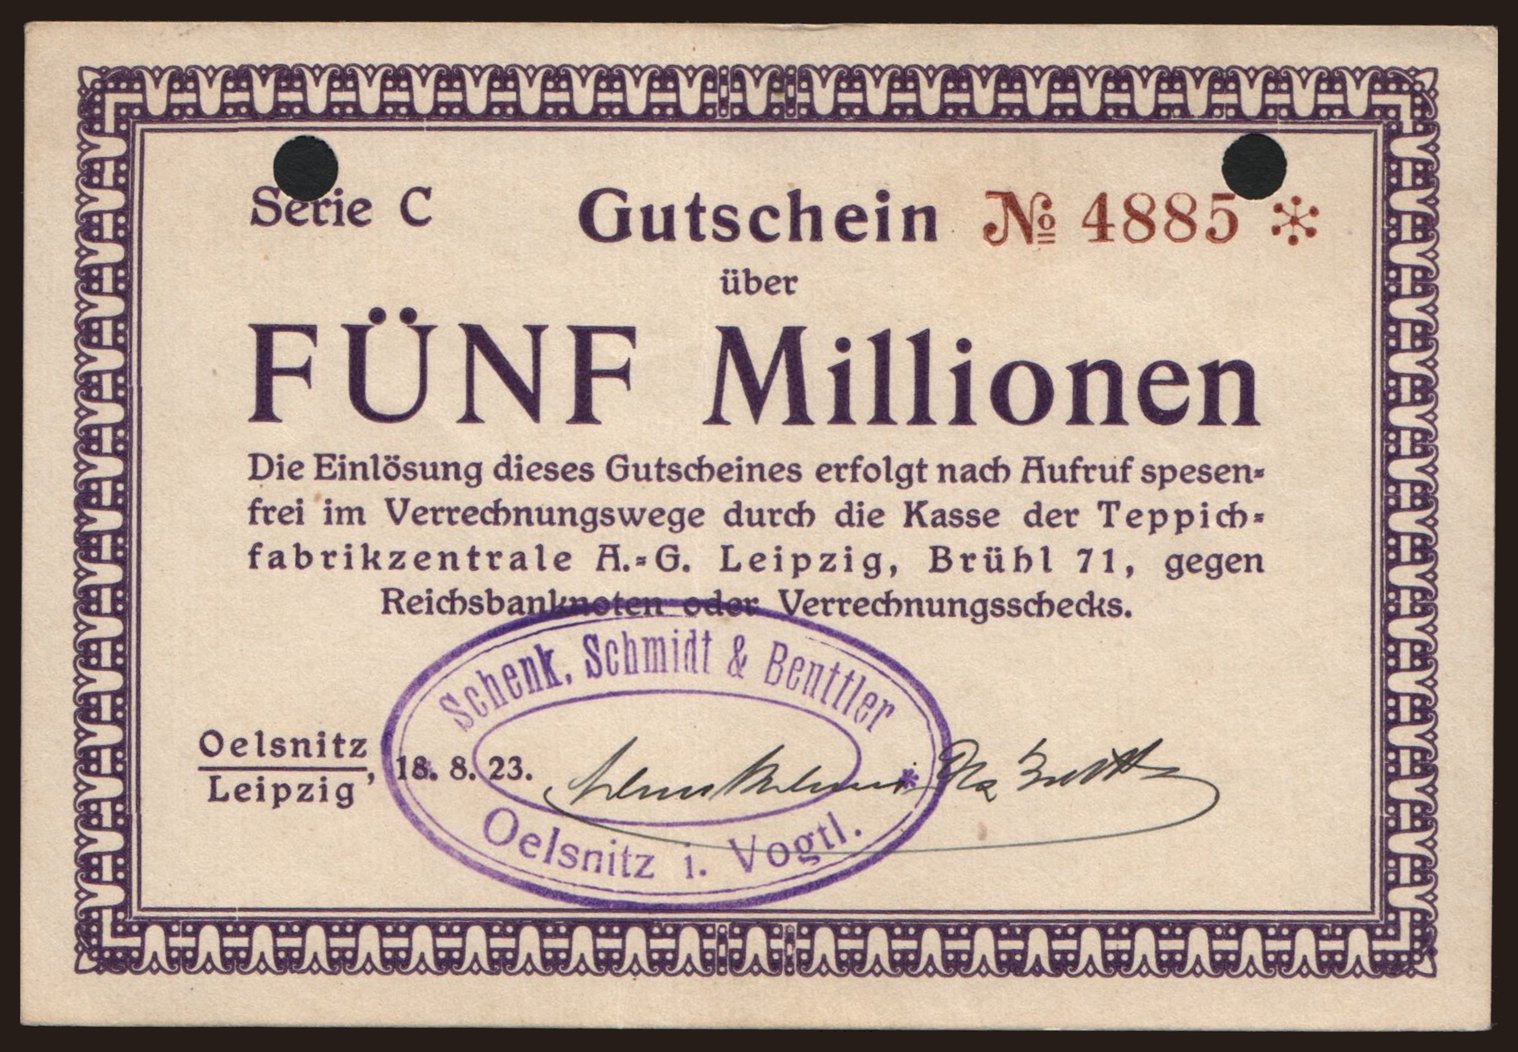 Serie C
Gutschein
№ 4885 *
über
FÜNF Millionen
Die Einlösung dieses Gutscheines erfolgt nach Aufruf spesen-
frei im Verrechnungswege durch die Kasse der Teppich-
fabrikzentrale A.-G. Leipzig, Brühl 71, gegen
Reichsbanknoten oder Verrechnungsschecks.
Schenk, Schmidt & Benttler
Oelsnitz
Leipzig, 18. 8. 23.
*
Oelsnitz i. Vogtl.